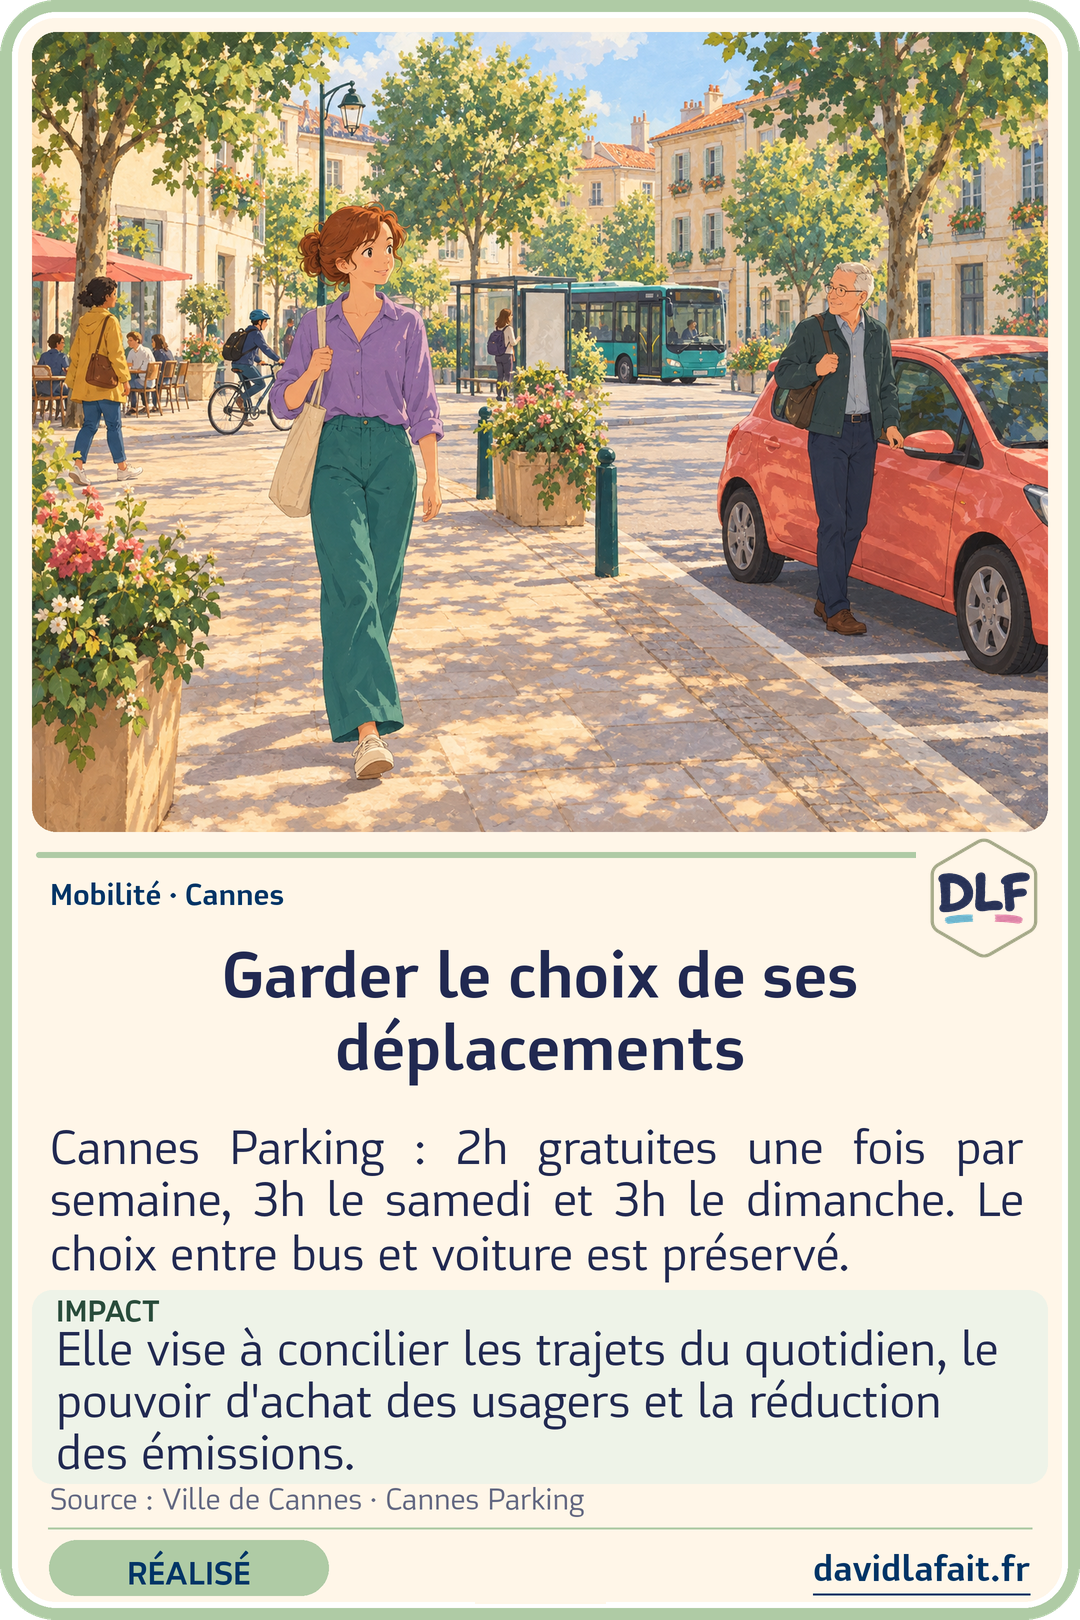 Mobilité · Cannes
DLF
Garder le choix de ses
déplacements
Cannes Parking : 2h gratuites une fois par
semaine, 3h le samedi et 3h le dimanche. Le
choix entre bus et voiture est préservé.
IMPACT
Elle vise à concilier les trajets du quotidien, le
pouvoir d'achat des usagers et la réduction
des émissions.
Source : Ville de Cannes · Cannes Parking
RÉALISÉ
davidlafait.fr